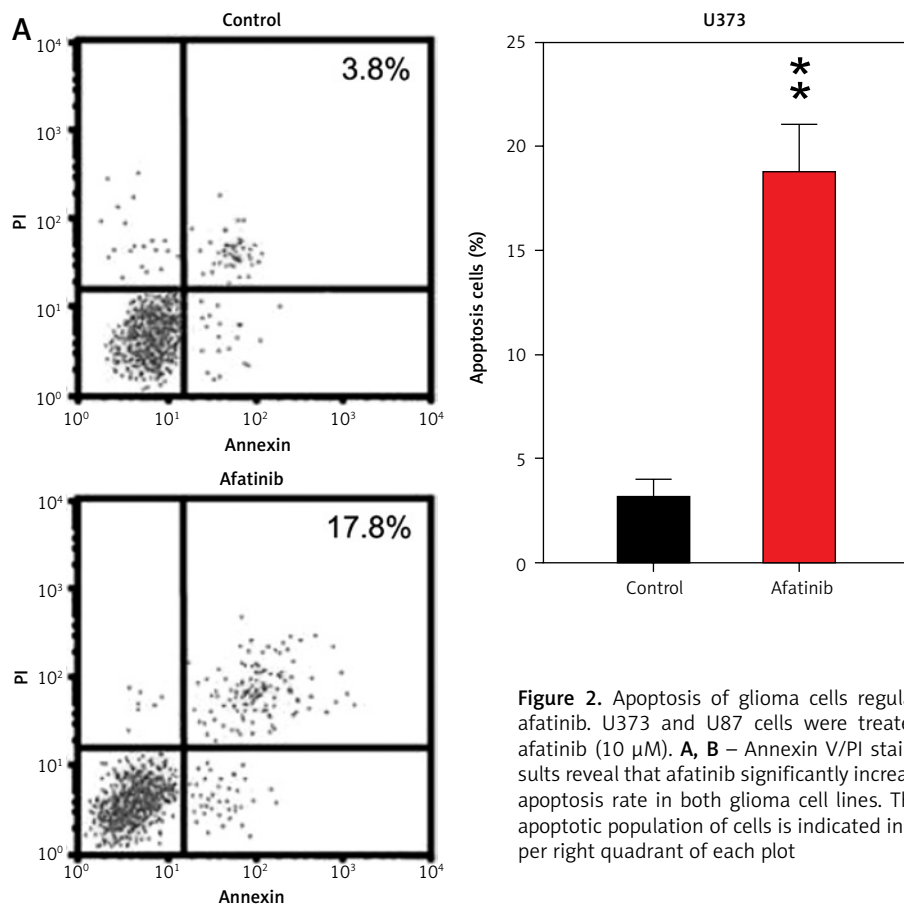 A
Control
10⁴
3.8%
10³
PI
10²
10¹
10⁰
10⁰ 10¹ 10² 10³ 10⁴
Annexin
Afatinib
10⁴
17.8%
10³
PI
10²
10¹
10⁰
10⁰ 10¹ 10² 10³ 10⁴
Annexin
U373
25
**
20
15
Apoptosis cells (%)
10
5
0
Control Afatinib
Figure 2. Apoptosis of glioma cells regula
afatinib. U373 and U87 cells were treate
afatinib (10 μM). A, B – Annexin V/PI stai
sults reveal that afatinib significantly increa
apoptosis rate in both glioma cell lines. Th
apoptotic population of cells is indicated in
per right quadrant of each plot